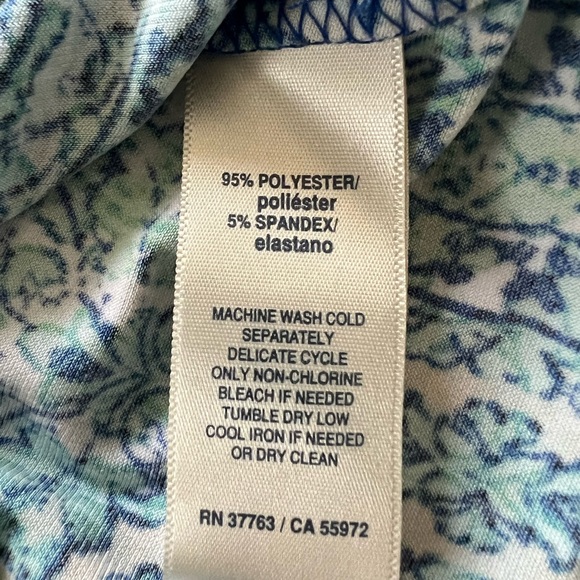 95% POLYESTER/
poliéster
5% SPANDEX/
elastano
MACHINE WASH COLD
SEPARATELY
DELICATE CYCLE
ONLY NON-CHLORINE
BLEACH IF NEEDED
TUMBLE DRY LOW
COOL IRON IF NEEDED
OR DRY CLEAN
RN 37763 / CA 55972